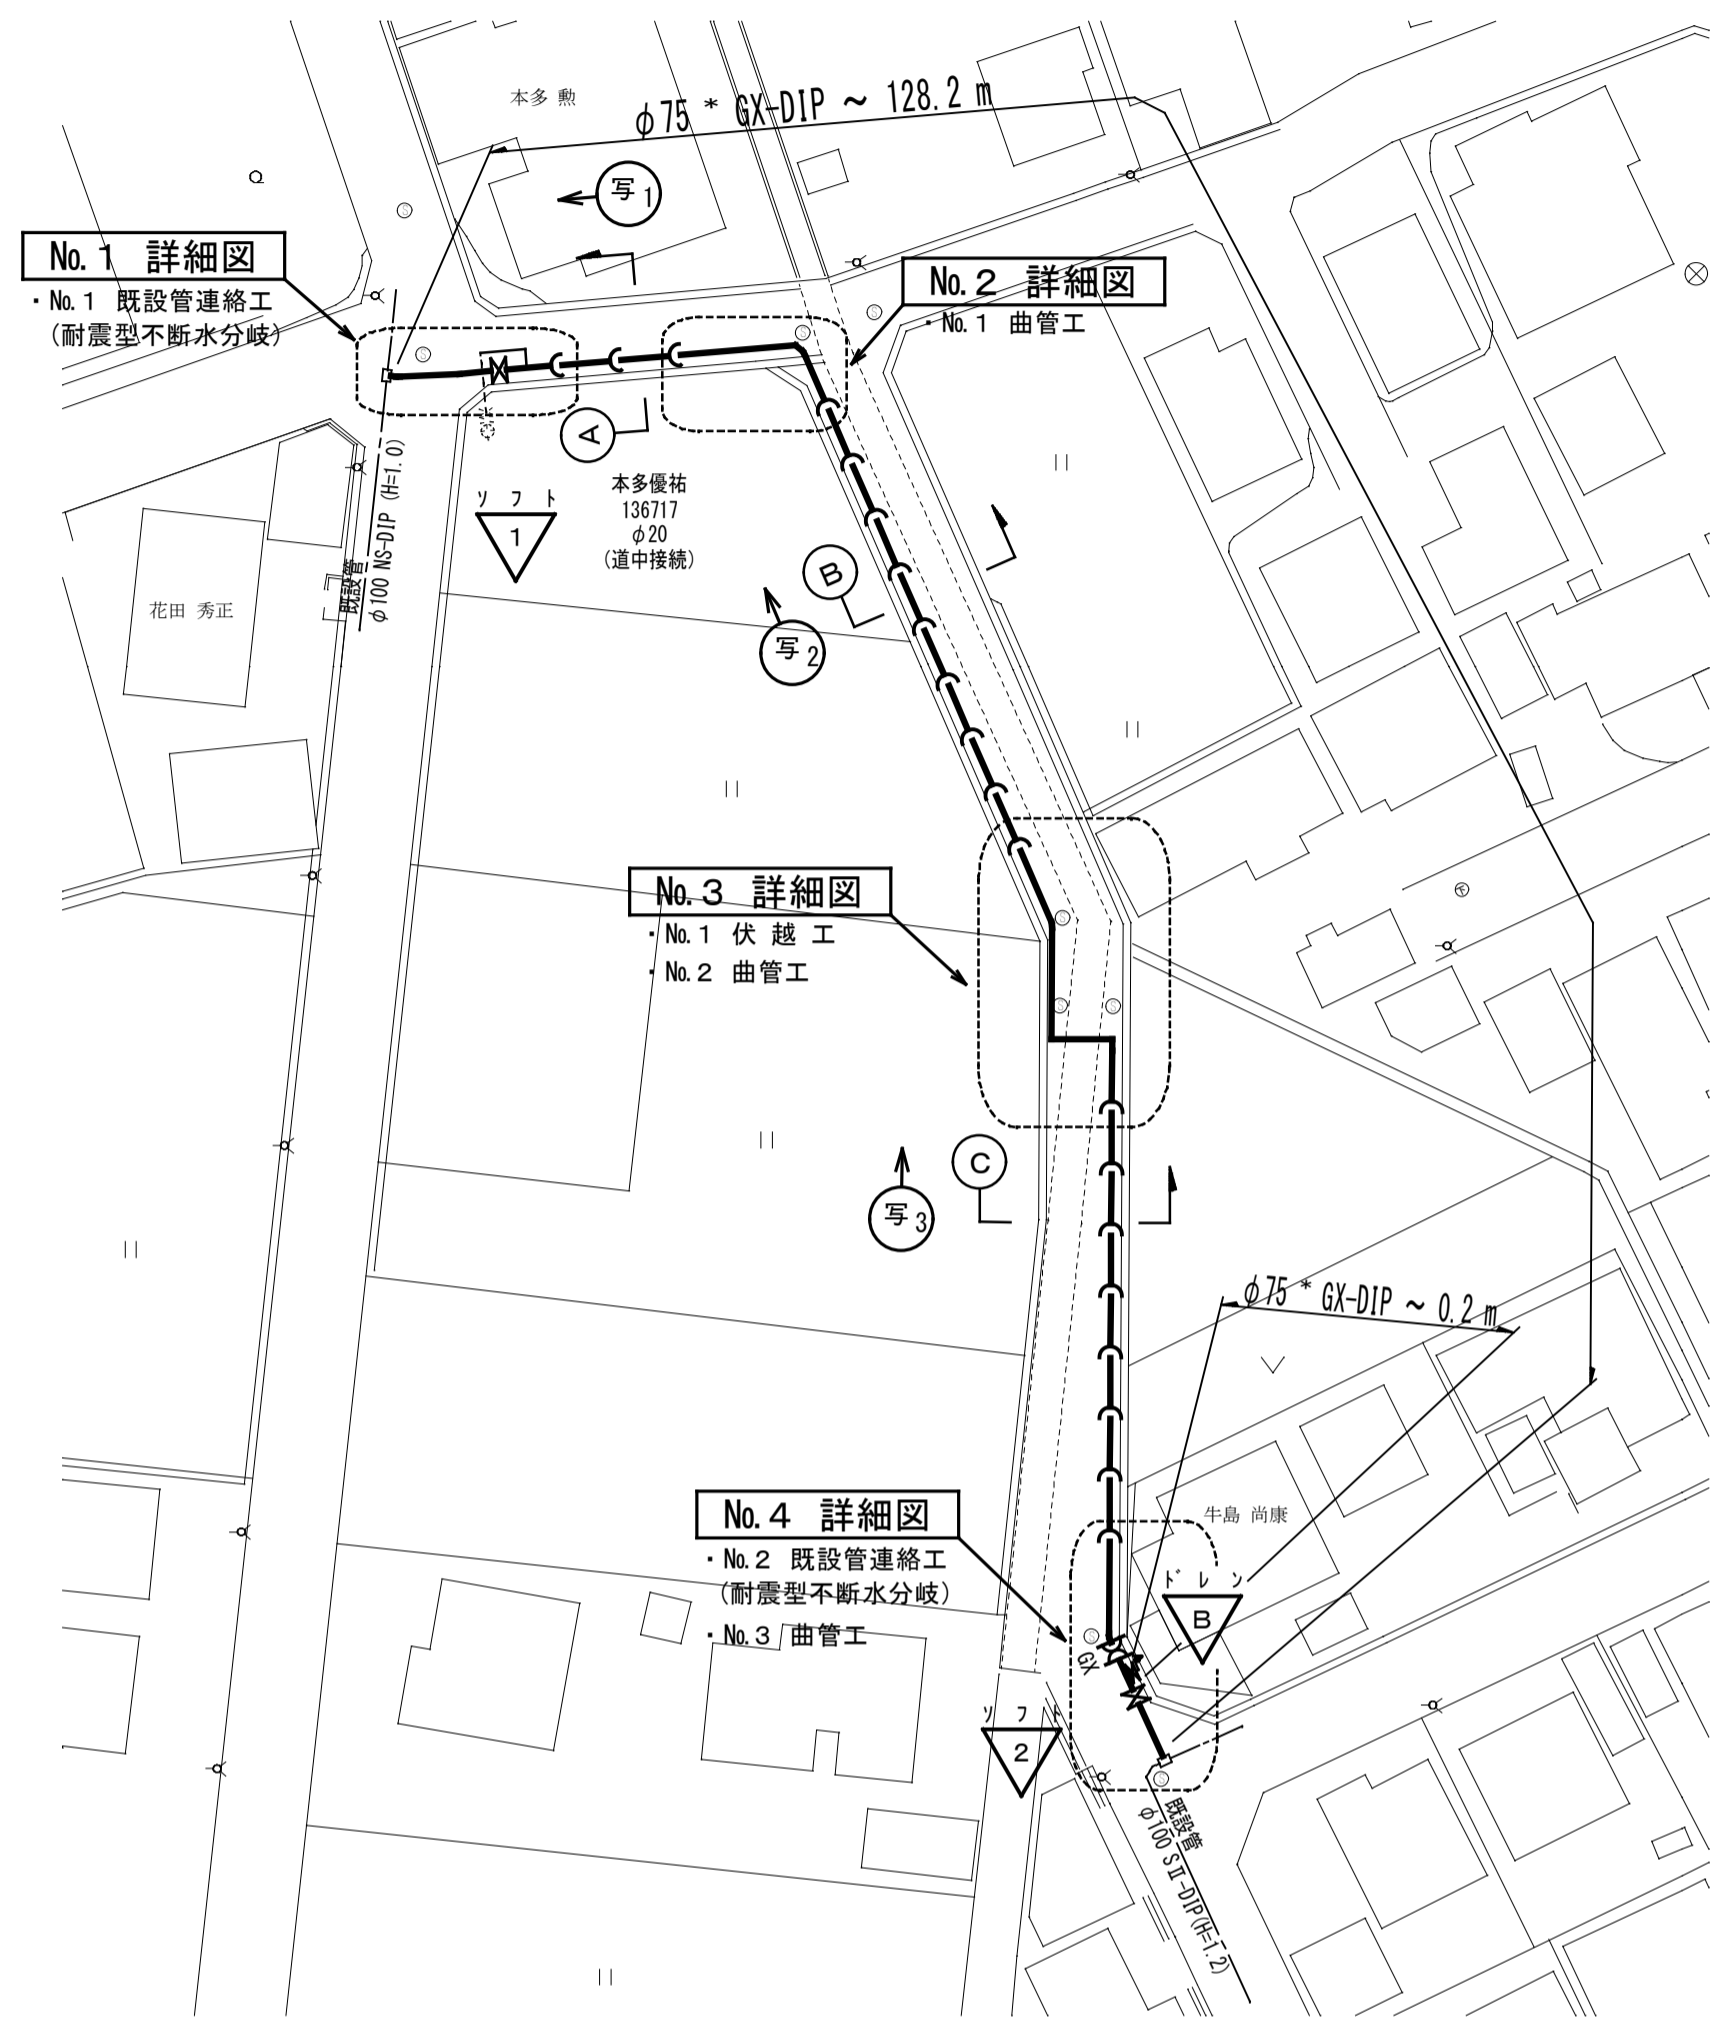 本多 勲
φ75 * GX-DIP ～ 128.2 m
写1
No.1 詳細図
・No.1 既設管連絡工
(耐震型不断水分岐)
No.2 詳細図
・No.1 曲管工
A
ソフト
1
本多優祐
136717
φ20
(道中接続)
既設管
φ100 NS-DIP (H=1.0)
花田 秀正
B
写2
No.3 詳細図
・No.1 伏 越 工
・No.2 曲管工
C
写3
φ75 * GX-DIP ～ 0.2 m
No.4 詳細図
・No.2 既設管連絡工
(耐震型不断水分岐)
・No.3 曲管工
牛島 尚康
ドレン
B
GX
ソフト
2
既設管
φ100 SⅡ-DIP(H=1.2)